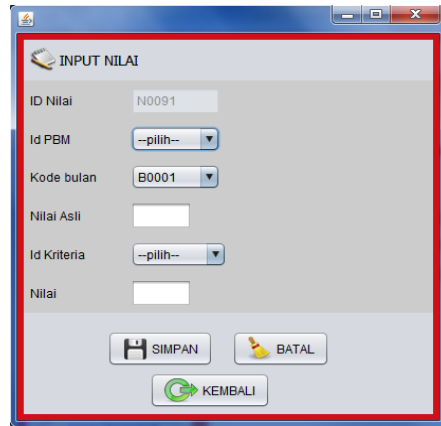 INPUT NILAI
ID Nilai N0091
Id PBM --pilih--
Kode bulan B0001
Nilai Asli
Id Kriteria --pilih--
Nilai
SIMPAN BATAL
KEMBALI